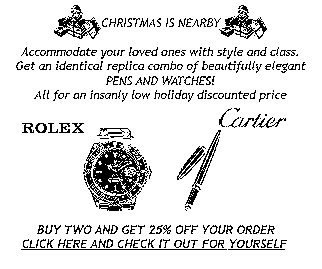 CHRISTMAS IS NEARBY
Accommodate your loved ones with style and class.
Get an identical replica combo of beautifully elegant
PENS AND WATCHES!
All for an insanly low holiday discounted price
ROLEX
Cartier
BUY TWO AND GET 25% OFF YOUR ORDER
CLICK HERE AND CHECK IT OUT FOR YOURSELF